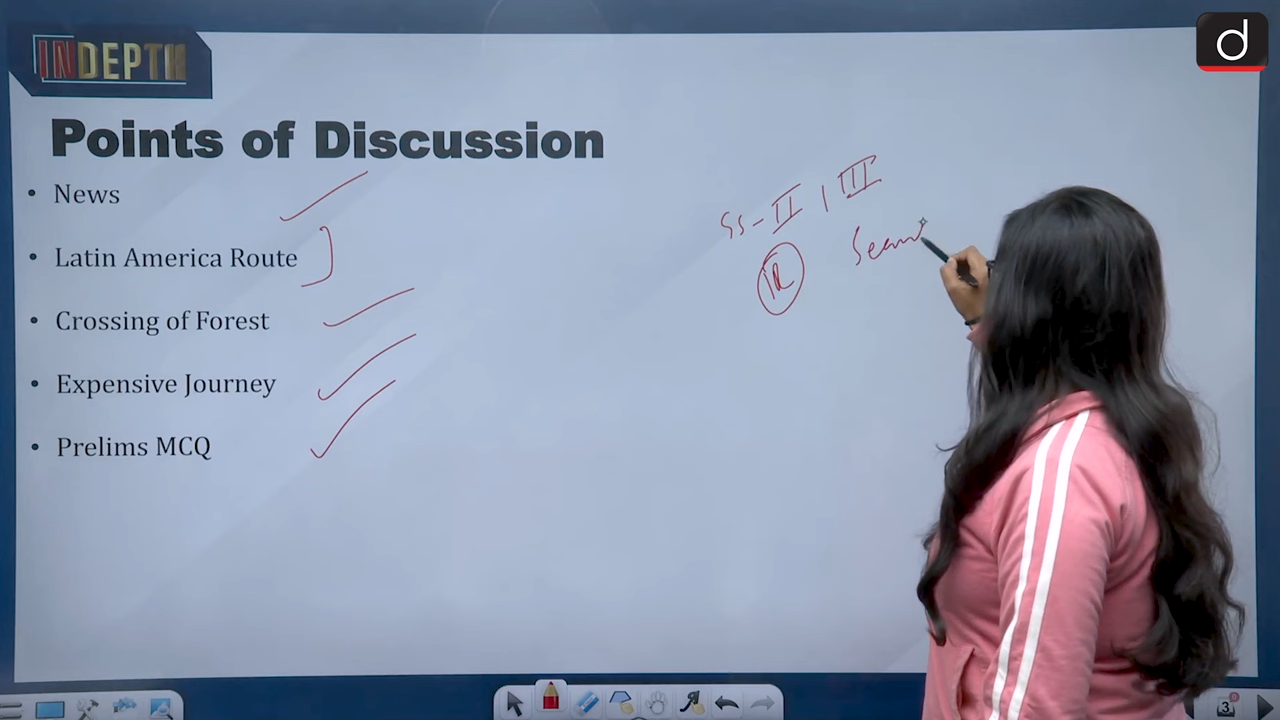 INDEPTH
d
Points of Discussion
• News
• Latin America Route
• Crossing of Forest
• Expensive Journey
• Prelims MCQ
SS-II, III
IR
3